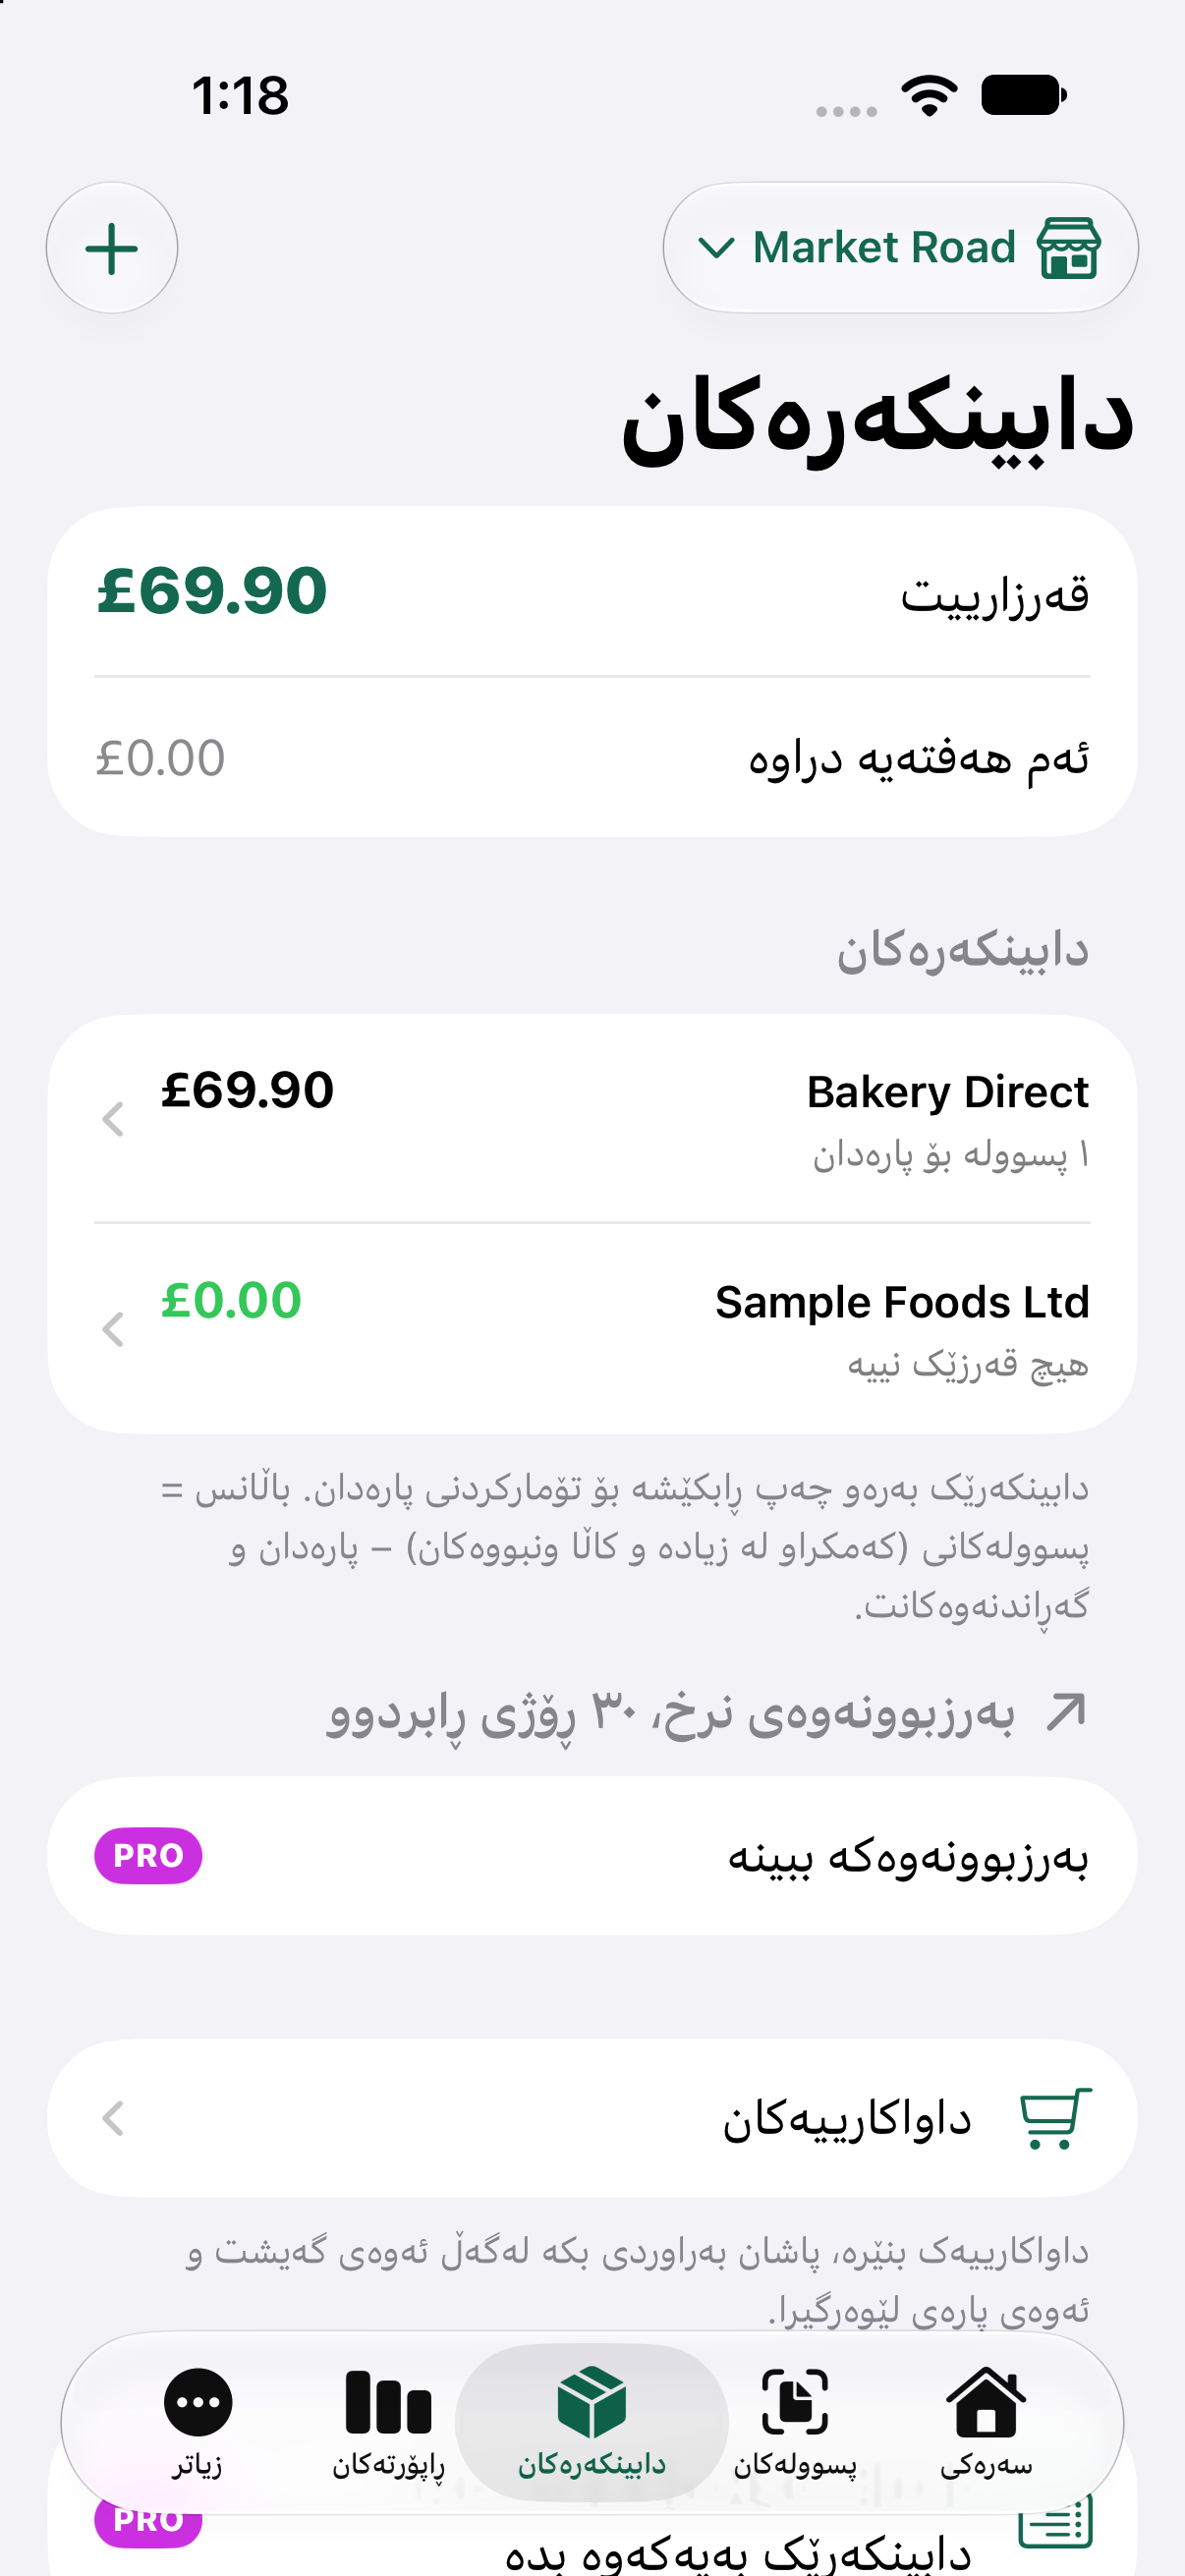 1:18
Market Road
دابینکەرەکان
قەرزارییت
£69.90
ئەم هەفتەیە دراوە
£0.00
دابینکەرەکان
Bakery Direct
£69.90
١ پسوولە بۆ پارەدان
Sample Foods Ltd
£0.00
هیچ قەرزێک نییە
دابینکەرێک بەرەو چەپ ڕابکێشە بۆ تۆمارکردنی پارەدان. باڵانس =
پسوولەکانی (کەمکراو لە زیادە و کاڵا ونبووەکان) − پارەدان و
گەڕاندنەوەکانت.
بەرزبوونەوەی نرخ، ٣٠ ڕۆژی ڕابردوو
بەرزبوونەوەکە ببینە
PRO
داواکارییەکان
داواکارییەک بنێرە، پاشان بەراوردی بکە لەگەڵ ئەوەی گەیشت و
ئەوەی پارەی لێوەرگیرا.
سەرەکی
پسوولەکان
دابینکەرەکان
ڕاپۆرتەکان
زیاتر
PRO
دابینکەرێک بەیەکەوە بدە